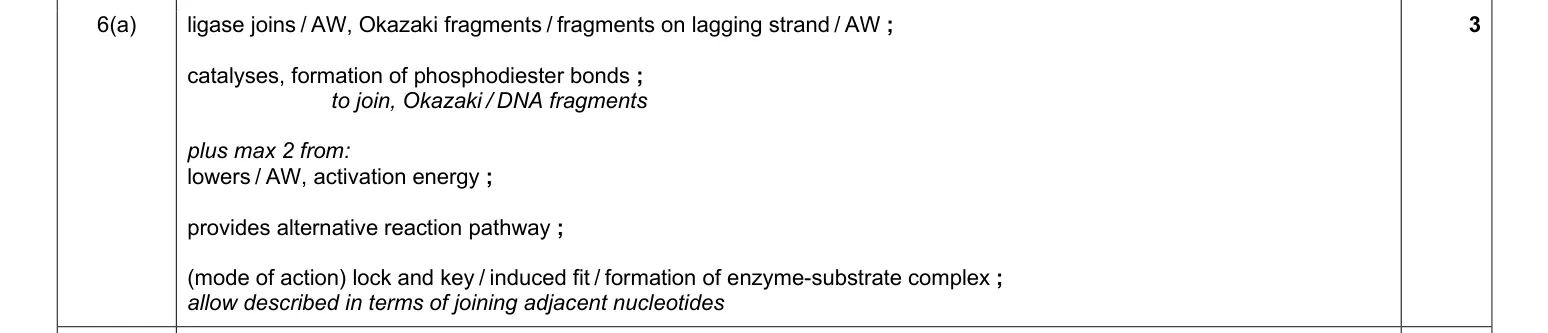 6(a) ligase joins / AW, Okazaki fragments / fragments on lagging strand / AW ; 3
catalyses, formation of phosphodiester bonds ;
to join, Okazaki / DNA fragments
plus max 2 from:
lowers / AW, activation energy ;
provides alternative reaction pathway ;
(mode of action) lock and key / induced fit / formation of enzyme-substrate complex ;
allow described in terms of joining adjacent nucleotides